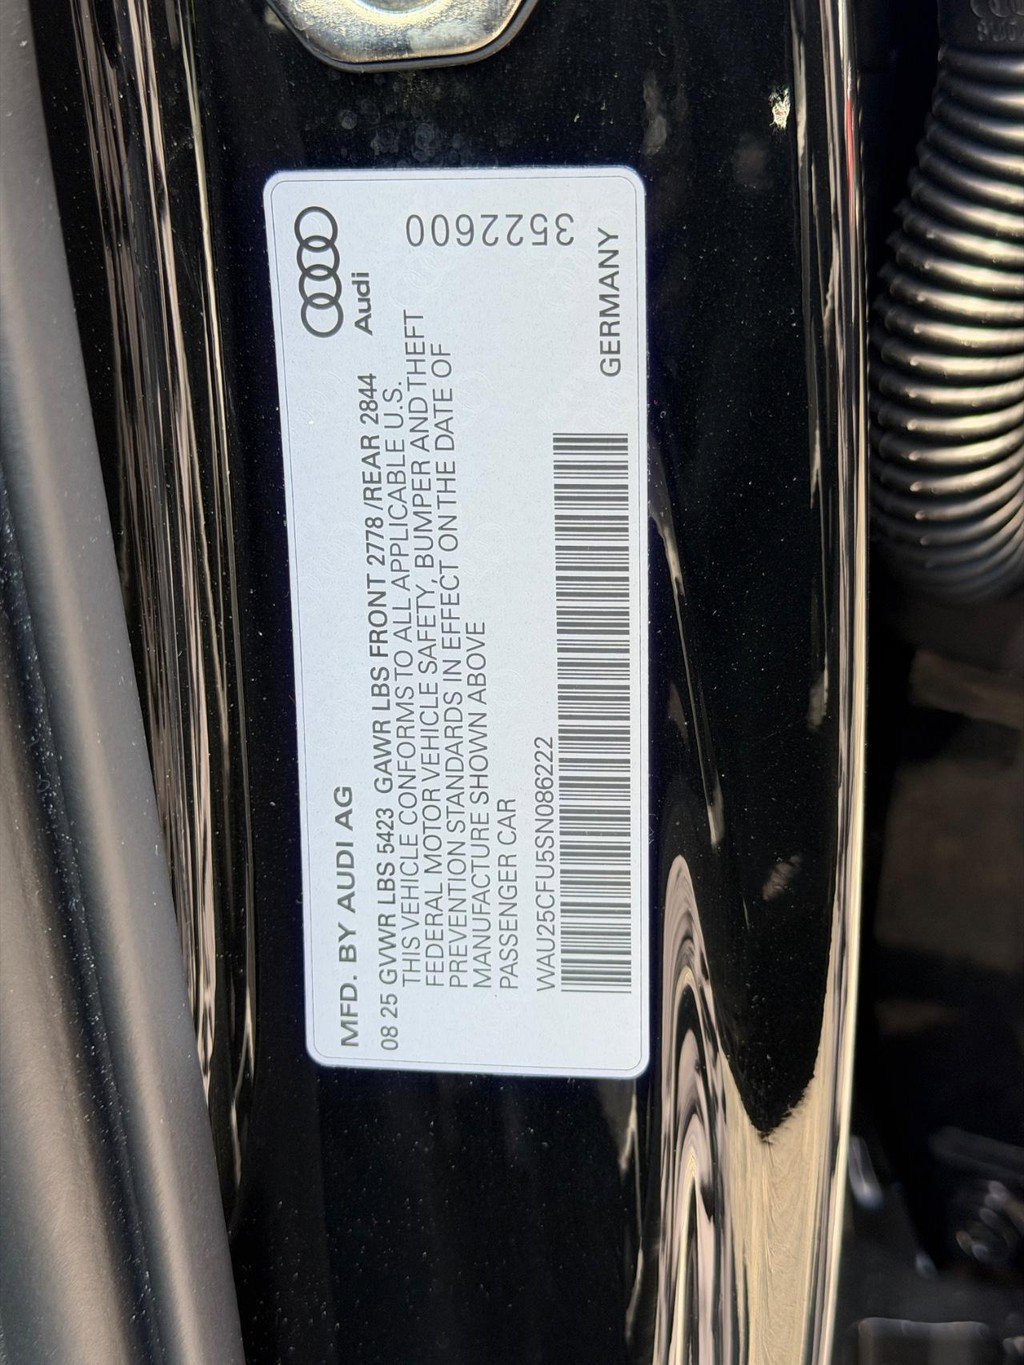 Audi
MFD. BY AUDI AG
08 25 GVWR LBS 5423 GAWR LBS FRONT 2778 /REAR 2844
THIS VEHICLE CONFORMS TO ALL APPLICABLE U.S.
FEDERAL MOTOR VEHICLE SAFETY, BUMPER AND THEFT
PREVENTION STANDARDS IN EFFECT ON THE DATE OF
MANUFACTURE SHOWN ABOVE
PASSENGER CAR
WAU25CFU5SN086222
GERMANY
3522600